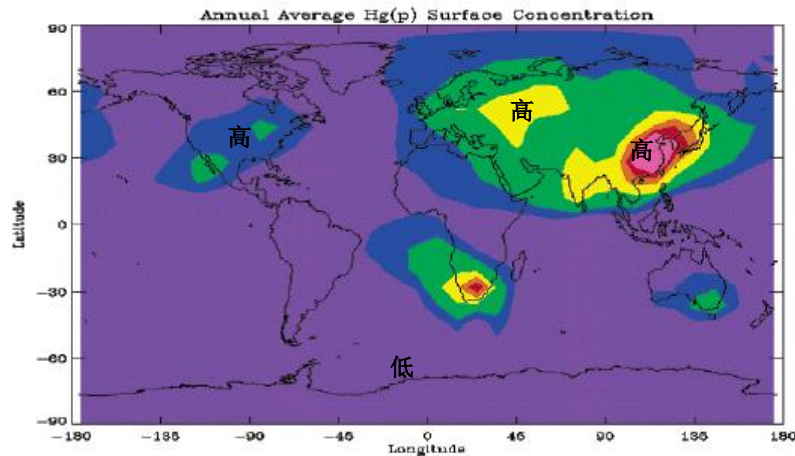 Annual Average Hg(p) Surface Concentration
90
60
30
0
-30
-60
-90
Latitude
高
高
高
低
-180 -135 -90 -45 0 45 90 135 180
Longitude